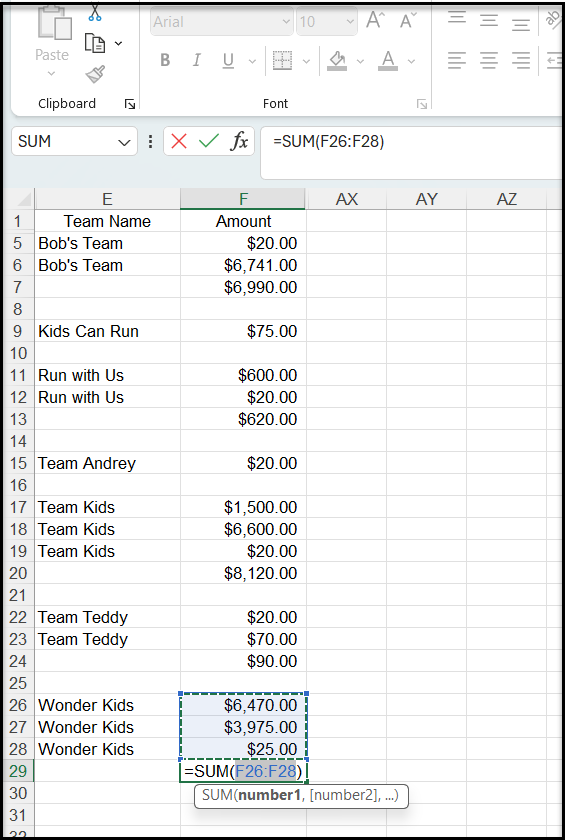 Arial 10 A A
Paste
B I U A
Clipboard Font
SUM fx =SUM(F26:F28)
E F AX AY AZ
1 Team Name Amount
5 Bob's Team $20.00
6 Bob's Team $6,741.00
7 $6,990.00
8
9 Kids Can Run $75.00
10
11 Run with Us $600.00
12 Run with Us $20.00
13 $620.00
14
15 Team Andrey $20.00
16
17 Team Kids $1,500.00
18 Team Kids $6,600.00
19 Team Kids $20.00
20 $8,120.00
21
22 Team Teddy $20.00
23 Team Teddy $70.00
24 $90.00
25
26 Wonder Kids $6,470.00
27 Wonder Kids $3,975.00
28 Wonder Kids $25.00
29 =SUM(F26:F28)
30 SUM(number1, [number2], ...)
31
32